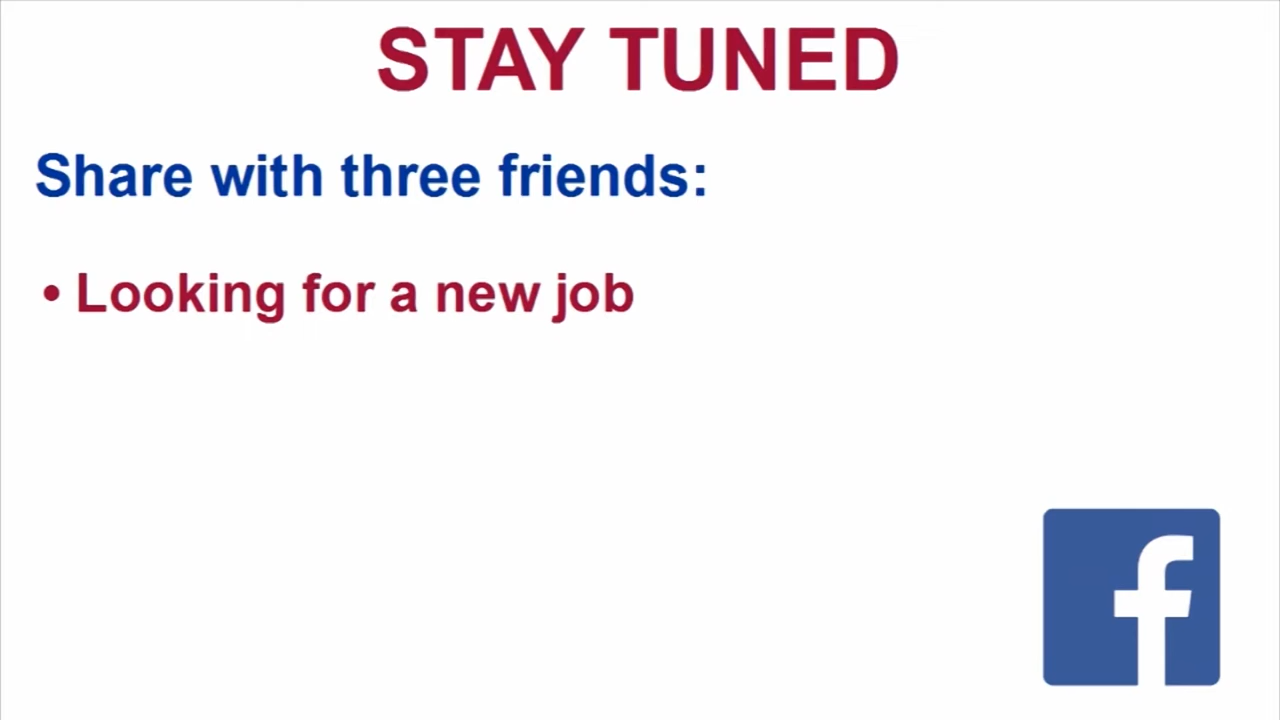 STAY TUNED
Share with three friends:
• Looking for a new job
f